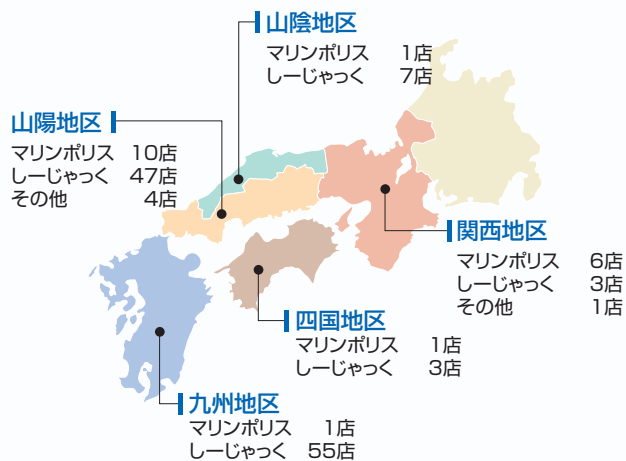 山陰地区
マリンポリス 1店
しーじゃっく 7店
山陽地区
マリンポリス 10店
しーじゃっく 47店
その他 4店
関西地区
マリンポリス 6店
しーじゃっく 3店
その他 1店
四国地区
マリンポリス 1店
しーじゃっく 3店
九州地区
マリンポリス 1店
しーじゃっく 55店